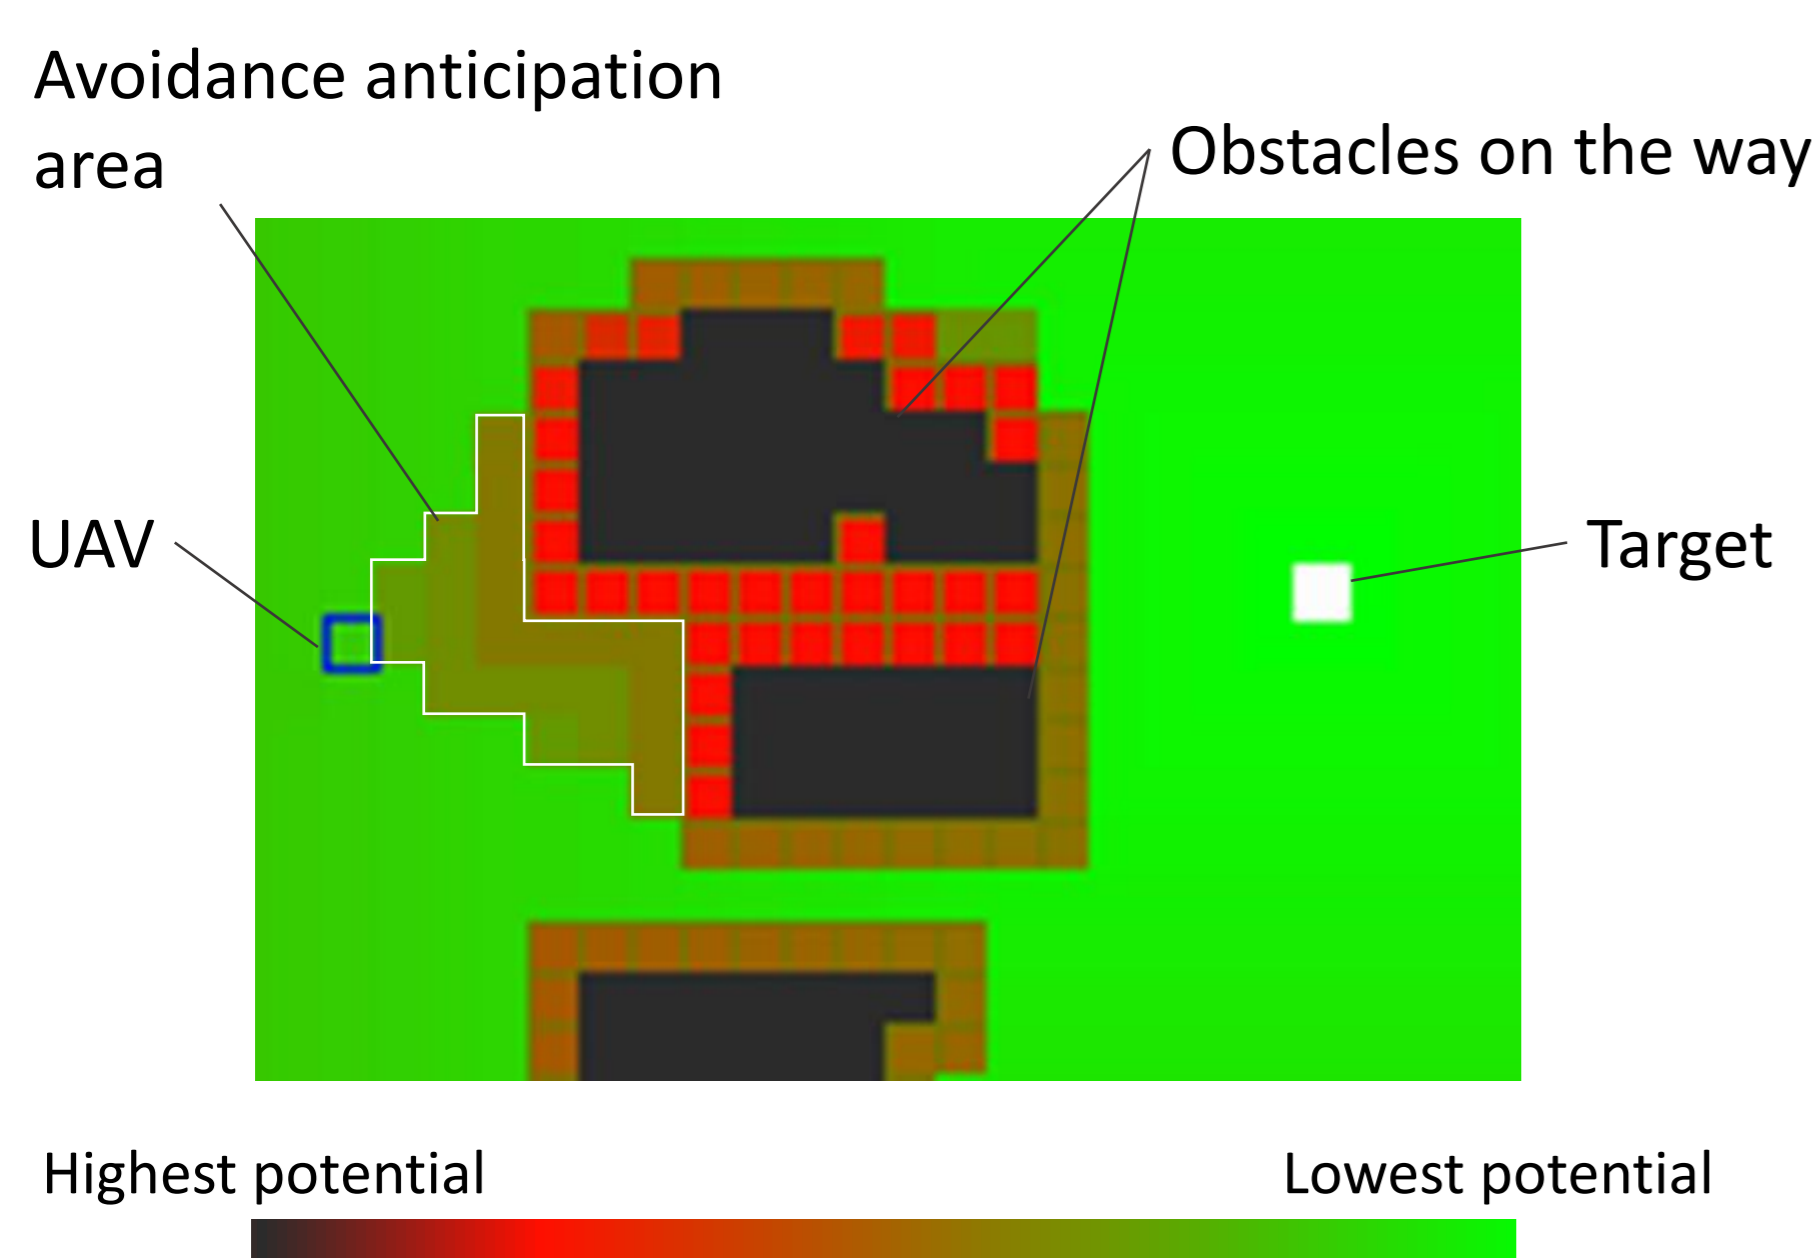 Avoidance anticipation
area
Obstacles on the way
UAV
Target
Highest potential
Lowest potential